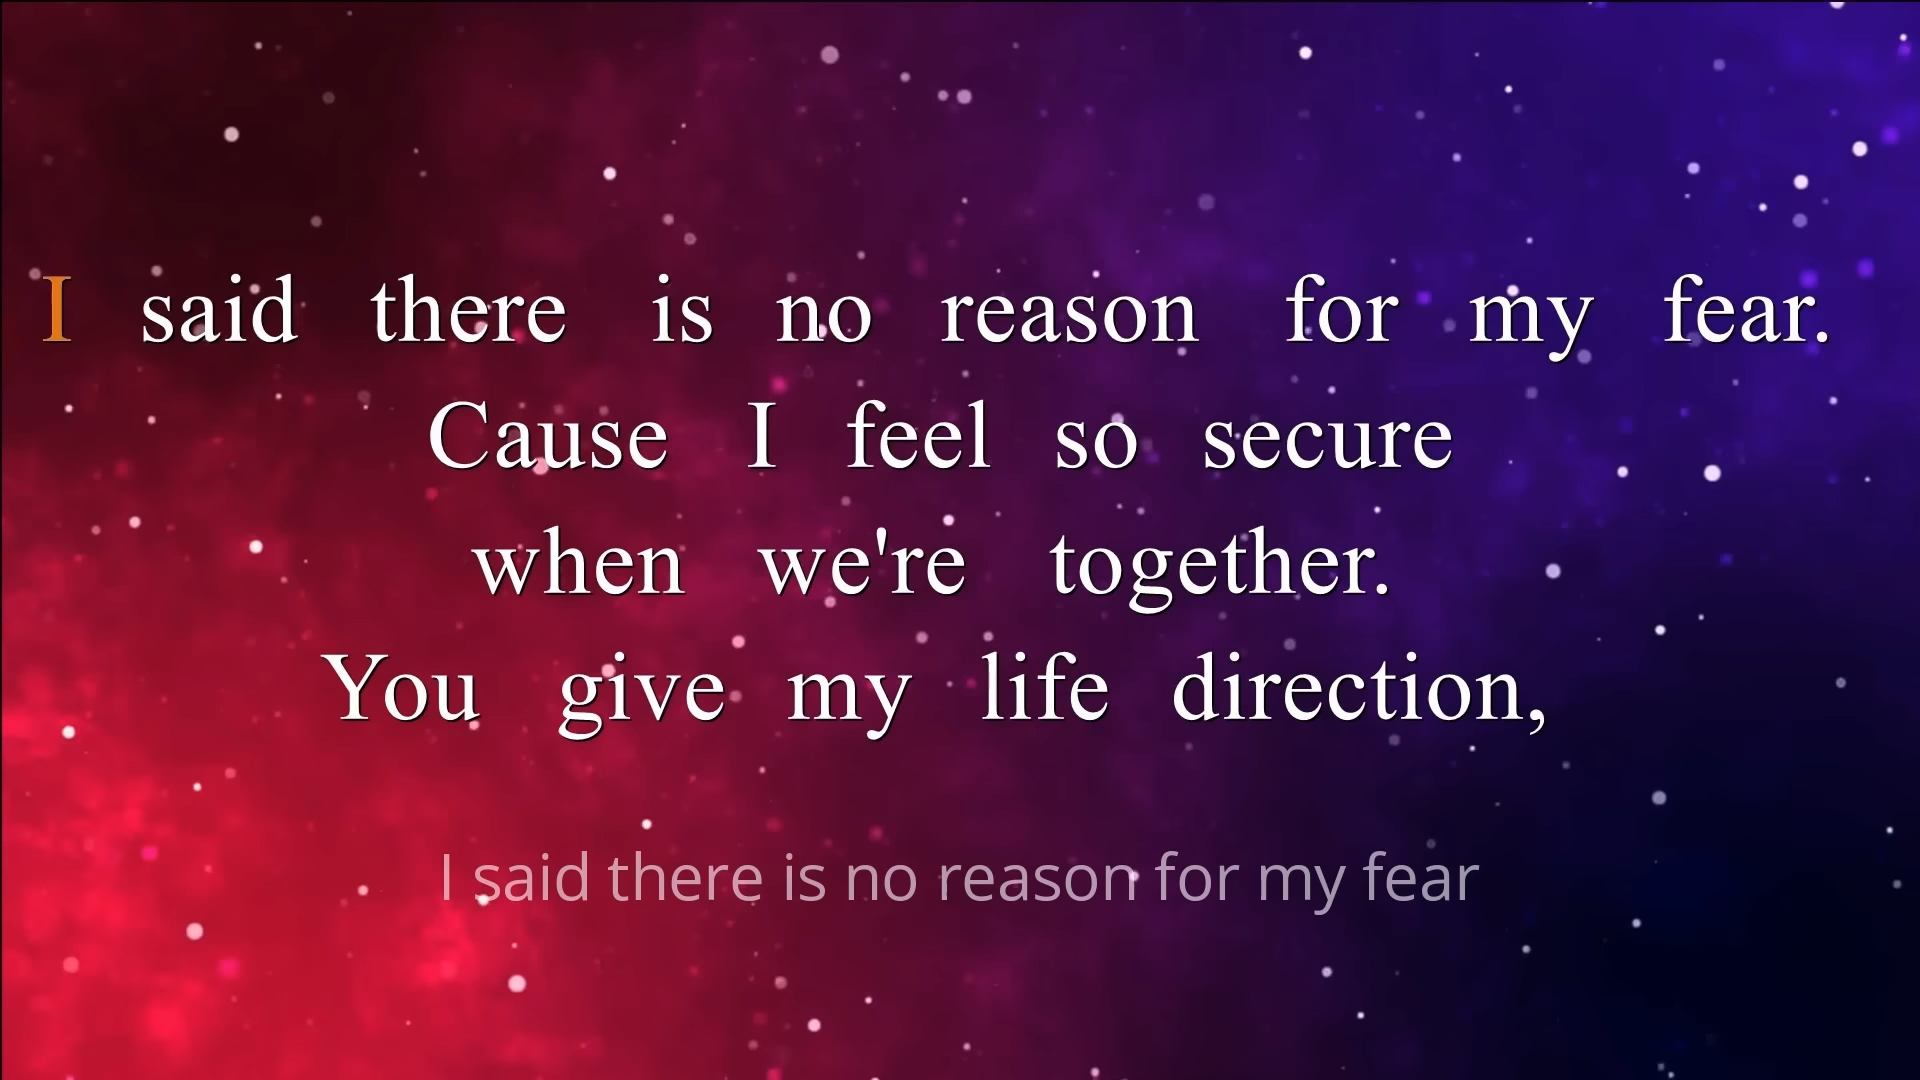 I said there is no reason for my fear.
Cause I feel so secure
when we're together.
You give my life direction,
I said there is no reason for my fear